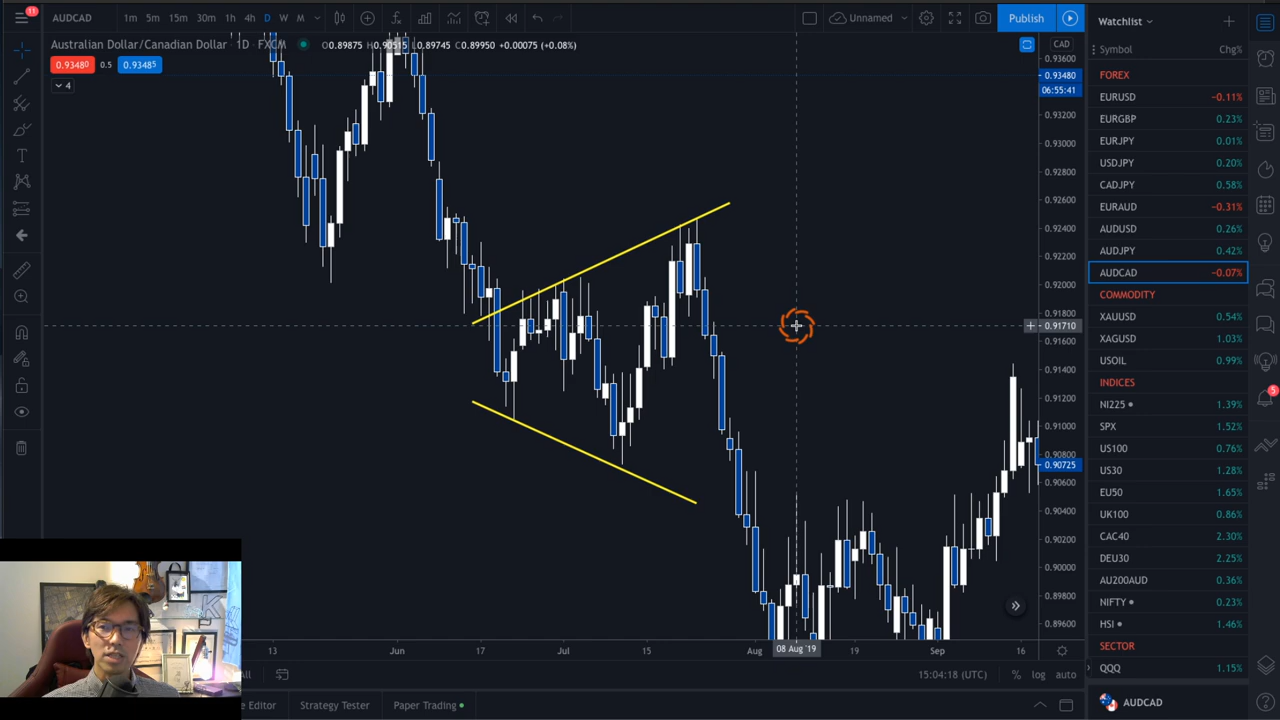 11
AUDCAD
1m 5m 15m 30m 1h 4h D W M
Unnamed
Publish
Australian Dollar/Canadian Dollar · 1D · FXCM
O0.89875 H0.90515 L0.89745 C0.89950 +0.00075 (+0.08%)
0.93480 0.5 0.93485
4
CAD
0.93600
0.93480
06:55:41
0.93200
0.93000
0.92800
0.92600
0.92400
0.92200
0.92000
0.91800
0.91710
0.91600
0.91400
0.91200
0.91000
0.90800
0.90725
0.90600
0.90400
0.90200
0.90000
0.89800
0.89600
13 Jun 17 Jul 15 Aug 08 Aug '19 19 Sep 16
15:04:18 (UTC) % log auto
e Editor Strategy Tester Paper Trading
Watchlist
Symbol Chg%
FOREX
EURUSD −0.11%
EURGBP 0.23%
EURJPY 0.01%
USDJPY 0.20%
CADJPY 0.58%
EURAUD −0.31%
AUDUSD 0.26%
AUDJPY 0.42%
AUDCAD −0.07%
COMMODITY
XAUUSD 0.54%
XAGUSD 1.03%
USOIL 0.99%
INDICES
NI225 1.39%
SPX 1.52%
US100 0.76%
US30 1.28%
EU50 1.65%
UK100 0.86%
CAC40 2.30%
DEU30 2.25%
AU200AUD 0.36%
NIFTY 0.23%
HSI 1.46%
SECTOR
QQQ 1.15%
AUDCAD
5